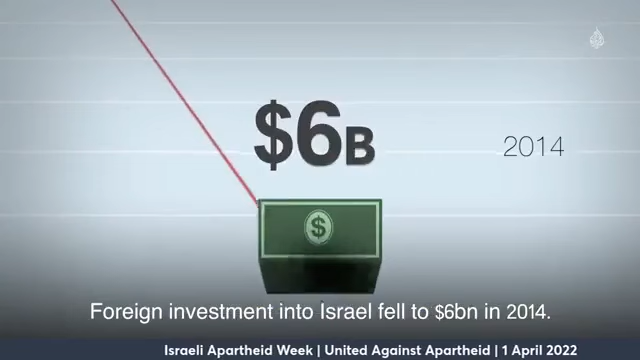 $6B
2014
$
Foreign investment into Israel fell to $6bn in 2014.
Israeli Apartheid Week | United Against Apartheid | 1 April 2022